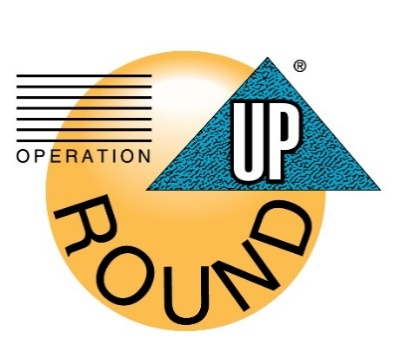 ®
OPERATION
UP
ROUND